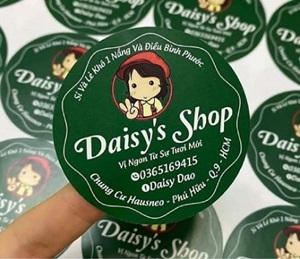 Sỉ Và Lẻ Khô 1 Nắng Và Điều Bình Phước
Daisy's Shop
Vị Ngon Từ Sự Tươi Mới
0365169415
Daisy Dao
Chung Cư Hausneo - Phú Hữu - Q.9 - HCM